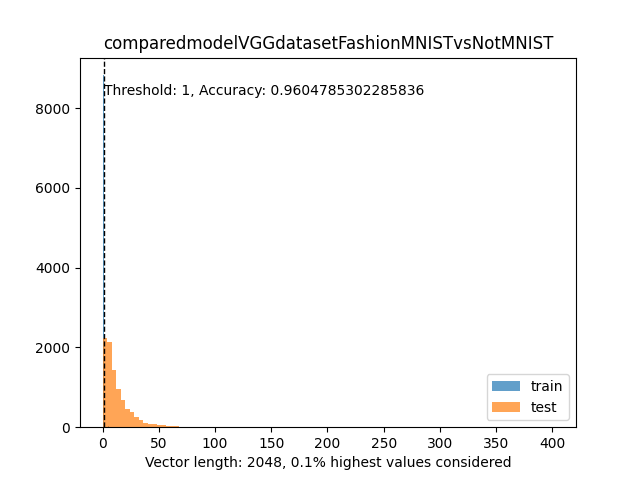 comparedmodelVGGdatasetFashionMNISTvsNotMNIST
Threshold: 1, Accuracy: 0.9604785302285836
8000
6000
4000
2000
0
train
test
0 50 100 150 200 250 300 350 400
Vector length: 2048, 0.1% highest values considered